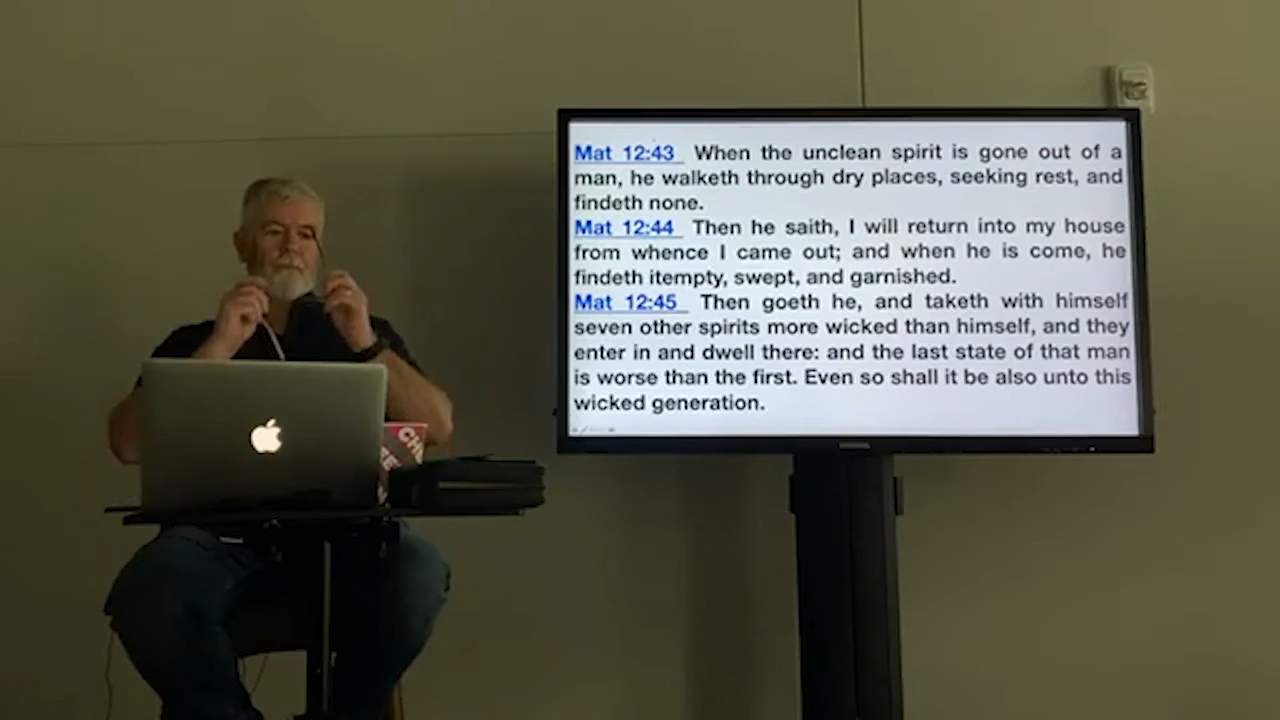 Mat 12:43 When the unclean spirit is gone out of a
man, he walketh through dry places, seeking rest, and
findeth none.
Mat 12:44 Then he saith, I will return into my house
from whence I came out; and when he is come, he
findeth itempty, swept, and garnished.
Mat 12:45 Then goeth he, and taketh with himself
seven other spirits more wicked than himself, and they
enter in and dwell there: and the last state of that man
is worse than the first. Even so shall it be also unto this
wicked generation.